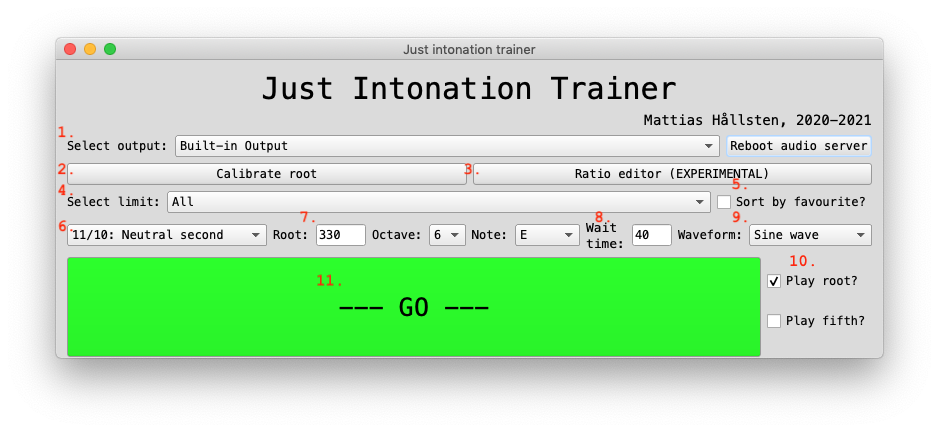 Just intonation trainer
Just Intonation Trainer
Mattias Hållsten, 2020–2021
1.
Select output: Built-in Output Reboot audio server
2. Calibrate root 3. Ratio editor (EXPERIMENTAL)
4. 5.
Select limit: All Sort by favourite?
6. 7. 8. 9.
11/10: Neutral second Root: 330 Octave: 6 Note: E Wait time: 40 Waveform: Sine wave
10.
11. Play root?
--- GO ---
Play fifth?